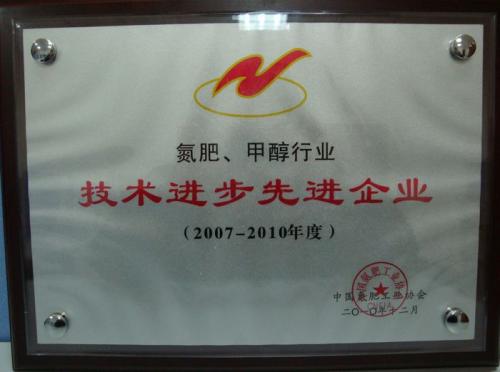 氮肥、甲醇行业
技术进步先进企业
(2007-2010年度)
中国氮肥工业协会
二〇一〇年十二月